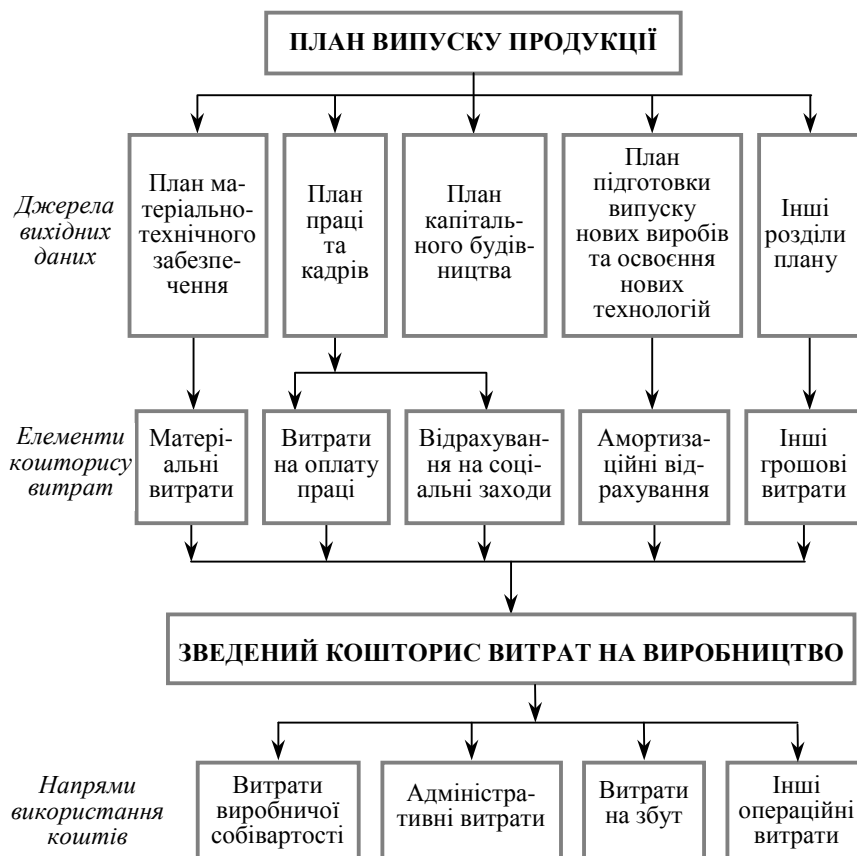 ПЛАН ВИПУСКУ ПРОДУКЦІЇ
Джерела
вихідних
даних
План ма-
теріально-
технічного
забезпе-
чення
План
праці
та
кадрів
План
капіталь-
ного будів-
ництва
План
підготовки
випуску
нових виробів
та освоєння
нових
технологій
Інші
розділи
плану
Елементи
кошторису
витрат
Матері-
альні
витрати
Витрати
на оплату
праці
Відрахуван-
ня на соці-
альні заходи
Амортиза-
ційні від-
рахування
Інші
грошові
витрати
ЗВЕДЕНИЙ КОШТОРИС ВИТРАТ НА ВИРОБНИЦТВО
Напрями
використання
коштів
Витрати
виробничої
собівартості
Адміністра-
тивні витрати
Витрати
на збут
Інші
операційні
витрати